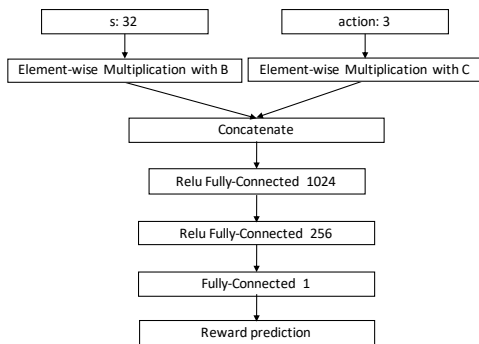 s: 32
action: 3
Element-wise Multiplication with B
Element-wise Multiplication with C
Concatenate
Relu Fully-Connected 1024
Relu Fully-Connected 256
Fully-Connected 1
Reward prediction